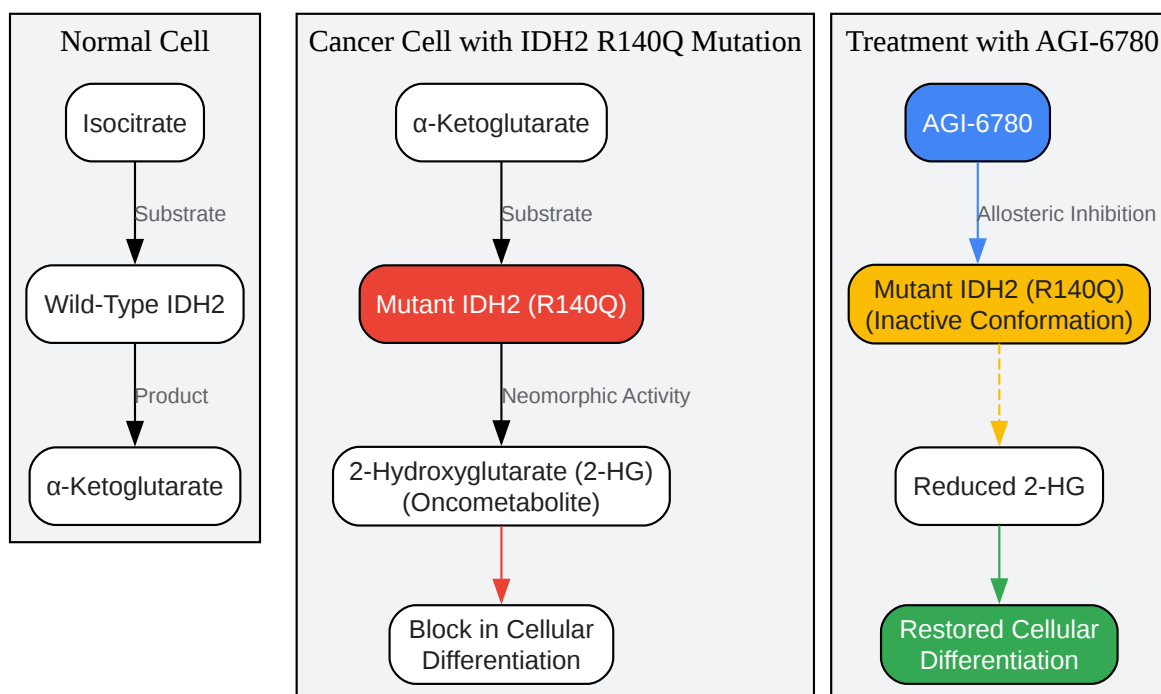 Normal Cell
Isocitrate
Substrate
Wild-Type IDH2
Product
α-Ketoglutarate
Cancer Cell with IDH2 R140Q Mutation
α-Ketoglutarate
Substrate
Mutant IDH2 (R140Q)
Neomorphic Activity
2-Hydroxyglutarate (2-HG)
(Oncometabolite)
Block in Cellular
Differentiation
Treatment with AGI-6780
AGI-6780
Allosteric Inhibition
Mutant IDH2 (R140Q)
(Inactive Conformation)
Reduced 2-HG
Restored Cellular
Differentiation